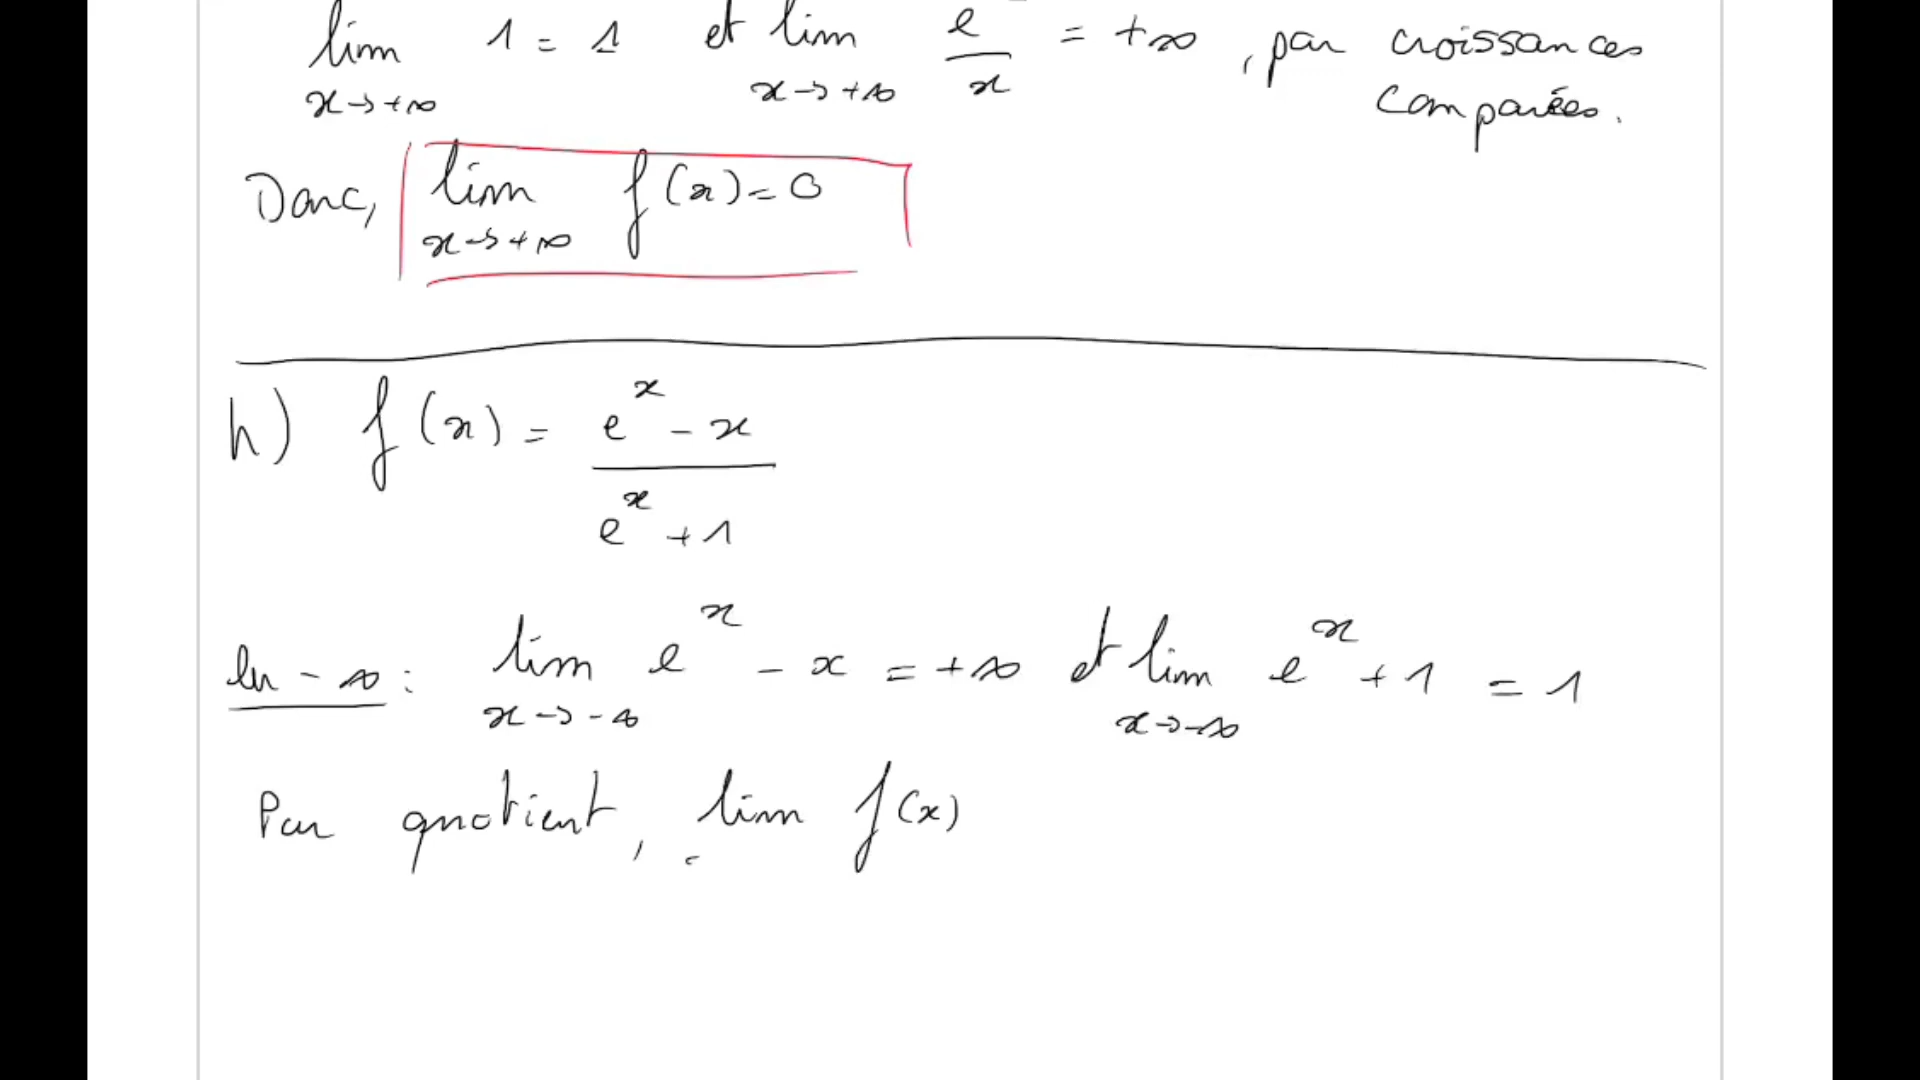 lim 1 = 1 et lim e/x = +∞, par croissances
x→+∞ x→+∞ comparées.
Donc, lim f(x) = 0
x→+∞
h) f(x) = (e^x - x)/(e^x + 1)
En -∞ : lim e^x - x = +∞ et lim e^x + 1 = 1
x→-∞ x→-∞
Par quotient, lim f(x)